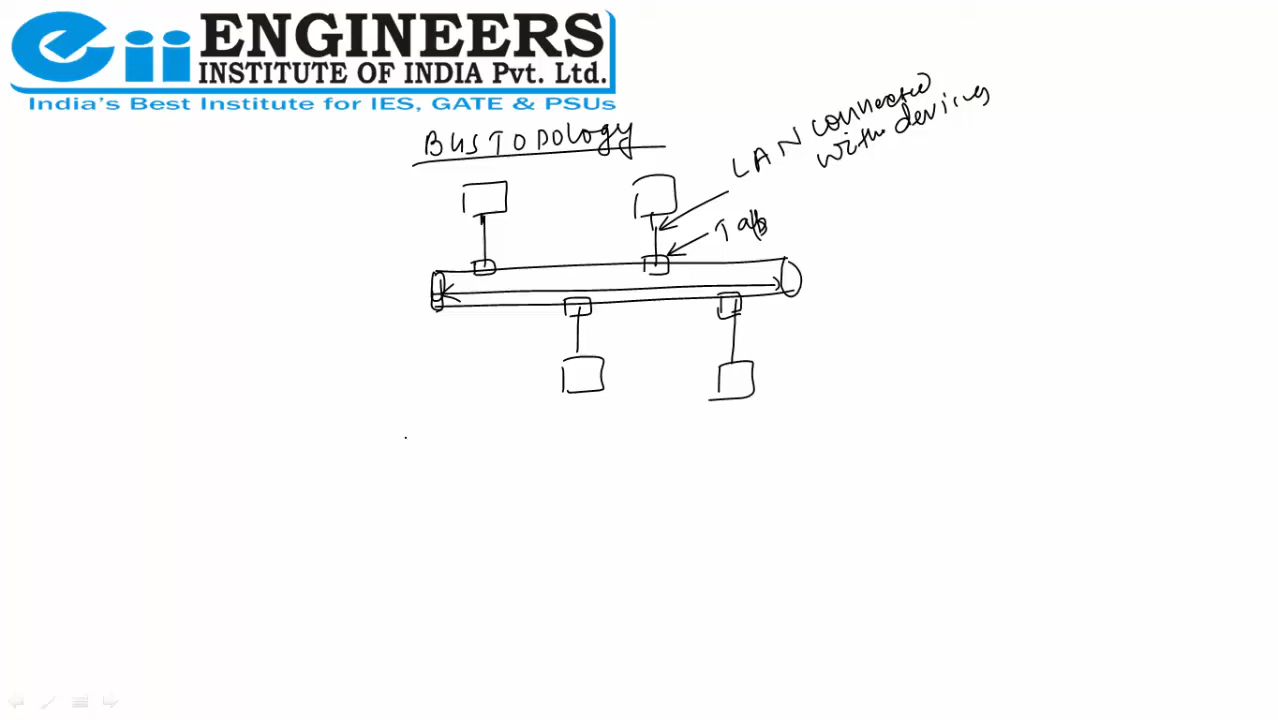 eii ENGINEERS
INSTITUTE OF INDIA Pvt. Ltd.
India's Best Institute for IES, GATE & PSUs
BUS TOPOlogy
LAN connected
with devices
Tap